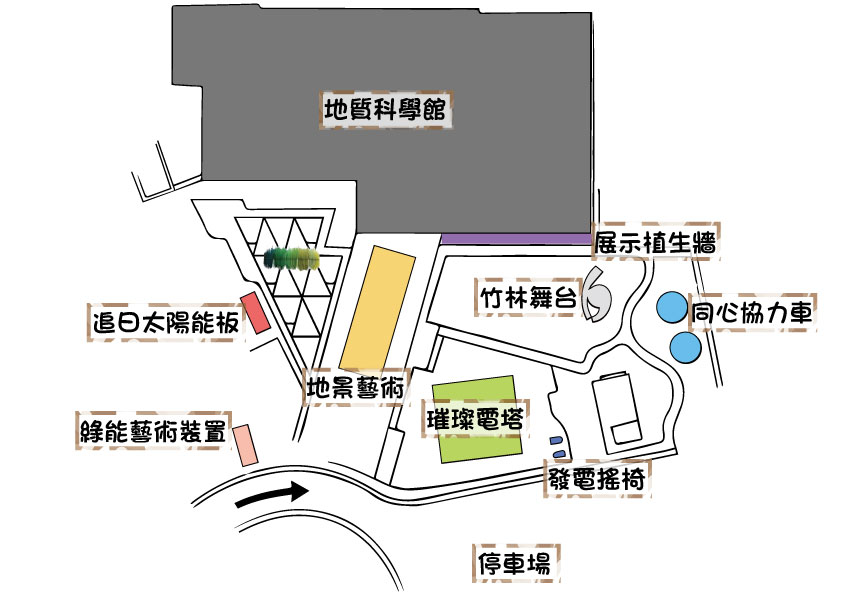 地質科學館
展示植生牆
竹林舞台
同心協力車
追日太陽能板
地景藝術
璀璨電塔
綠能藝術裝置
發電搖椅
停車場